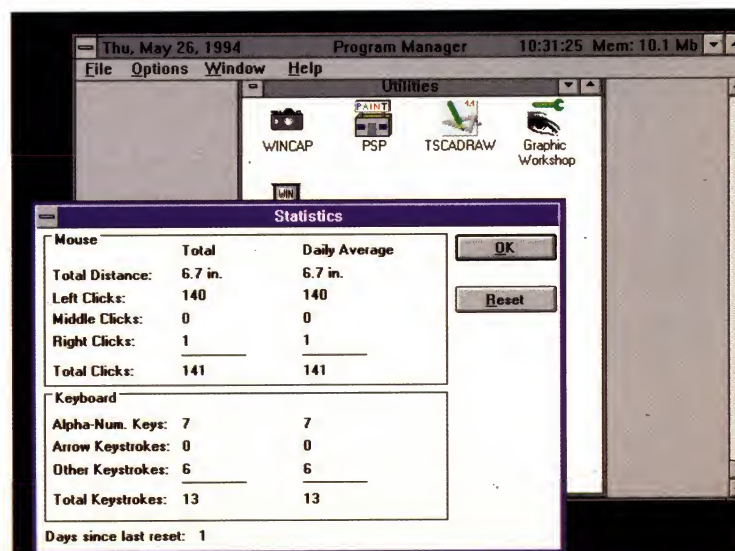 Thu, May 26, 1994 Program Manager 10:31:25 Mem: 10.1 Mb
File Options Window Help
Utilities
PAINT
4.1
WINCAP PSP TSCADRAW Graphic Workshop
WIN
Statistics
Mouse
Total Daily Average
Total Distance: 6.7 in. 6.7 in.
Left Clicks: 140 140
Middle Clicks: 0 0
Right Clicks: 1 1
Total Clicks: 141 141
OK
Reset
Keyboard
Alpha-Num. Keys: 7 7
Arrow Keystrokes: 0 0
Other Keystrokes: 6 6
Total Keystrokes: 13 13
Days since last reset: 1